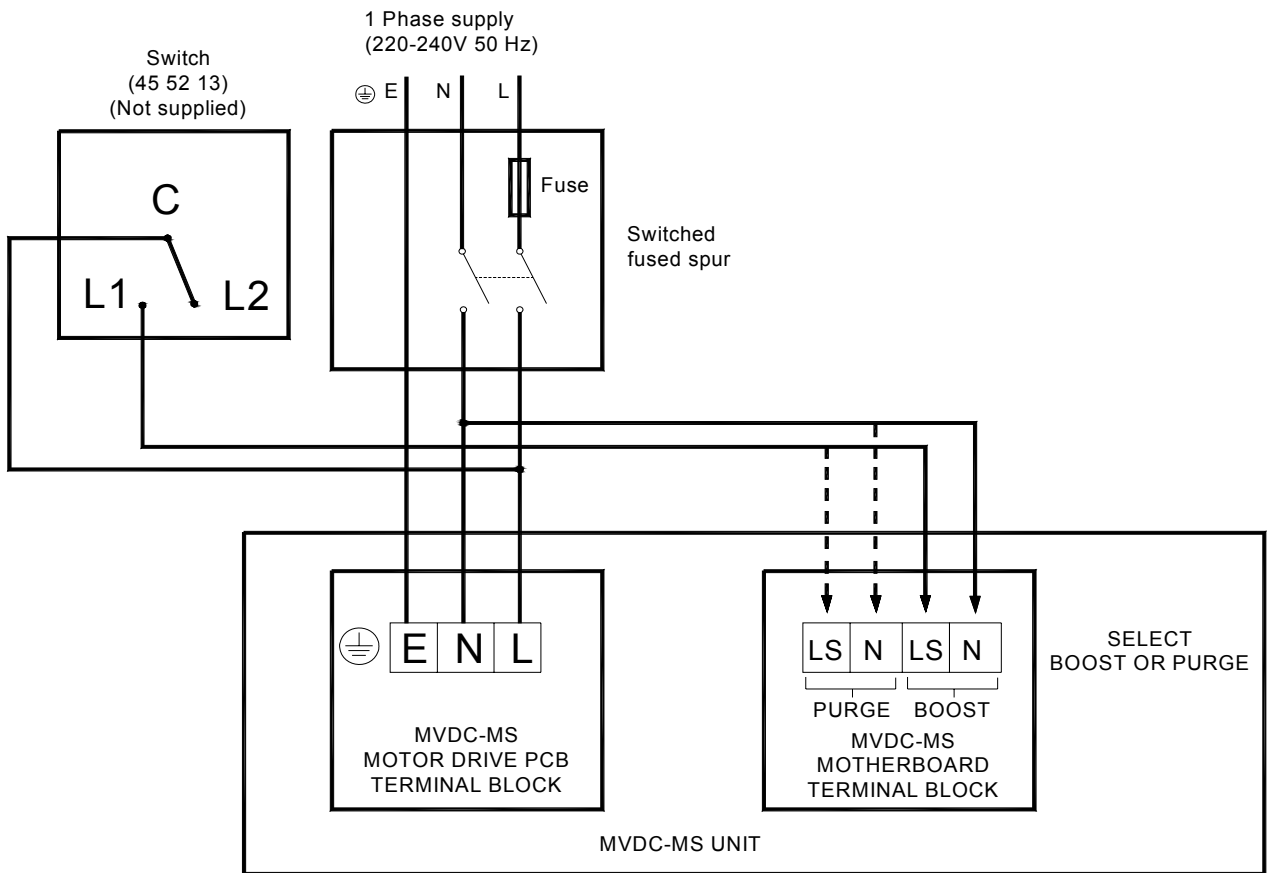 1 Phase supply
(220-240V 50 Hz)
Switch
(45 52 13)
(Not supplied)
E N L
C
L1 L2
Fuse
Switched
fused spur
E N L
MVDC-MS
MOTOR DRIVE PCB
TERMINAL BLOCK
LS N LS N
PURGE BOOST
MVDC-MS
MOTHERBOARD
TERMINAL BLOCK
SELECT
BOOST OR PURGE
MVDC-MS UNIT